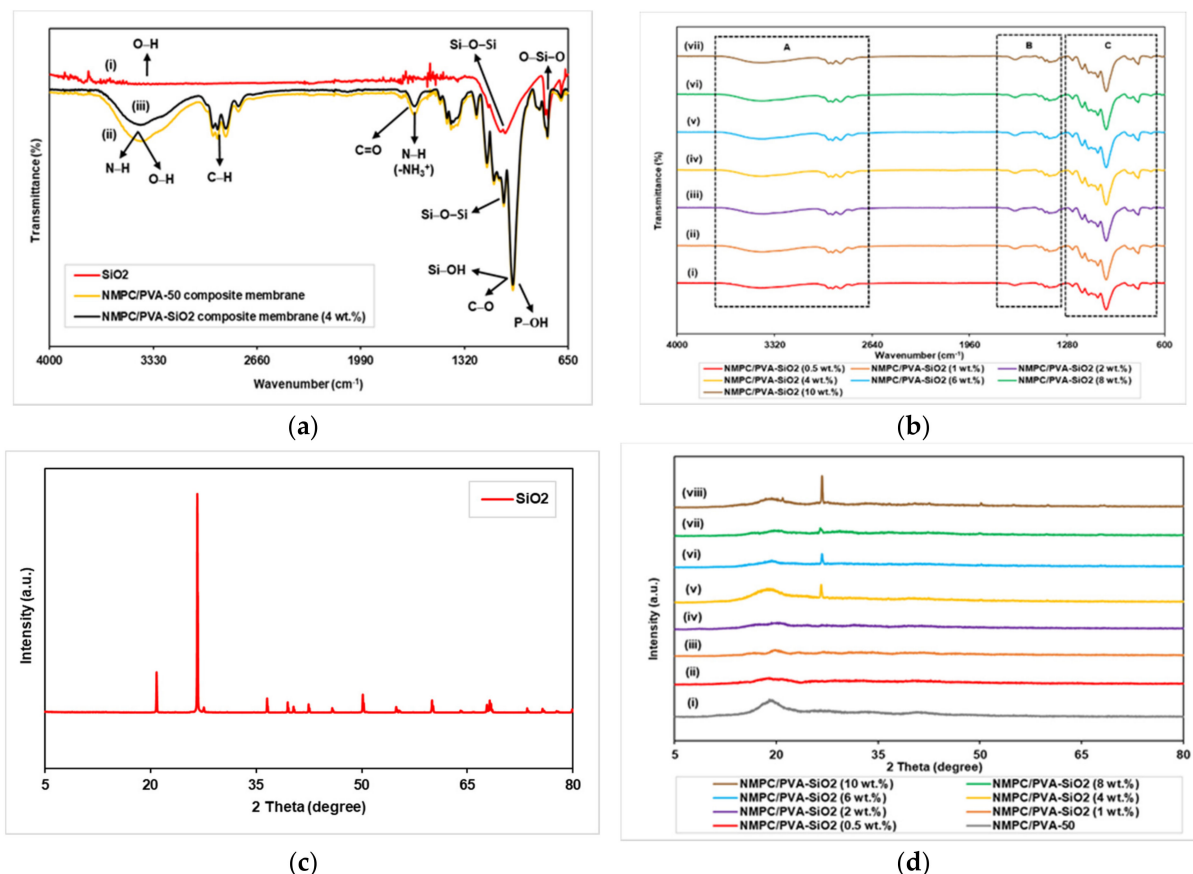 O–H
(i)
Si–O–Si
O–Si–O
(iii)
(ii)
N–H
O–H
C–H
C=O
N–H
(-NH₃⁺)
Si–O–Si
Si–OH
C–O
P–OH
Transmittance (%)
SiO2
NMPC/PVA-50 composite membrane
NMPC/PVA-SiO2 composite membrane (4 wt.%)
4000 3330 2660 1990 1320 650
Wavenumber (cm⁻¹
(a)
A
B
C
(vii)
(vi)
(v)
(iv)
(iii)
(ii)
(i)
Transmittance (%)
4000 3320 2640 1960 1280 600
Wavenumber (cm⁻¹)
NMPC/PVA-SiO2 (0.5 wt.%) NMPC/PVA-SiO2 (1 wt.%) NMPC/PVA-SiO2 (2 wt.%)
NMPC/PVA-SiO2 (4 wt.%) NMPC/PVA-SiO2 (6 wt.%) NMPC/PVA-SiO2 (8 wt.%)
NMPC/PVA-SiO2 (10 wt.%)
(b)
SiO2
Intensity (a.u.)
5 20 35 50 65 80
2 Theta (degree)
(c)
(viii)
(vii)
(vi)
(v)
(iv)
(iii)
(ii)
(i)
Intensity (a.u.)
5 20 35 50 65 80
2 Theta (degree)
NMPC/PVA-SiO2 (10 wt.%) NMPC/PVA-SiO2 (8 wt.%)
NMPC/PVA-SiO2 (6 wt.%) NMPC/PVA-SiO2 (4 wt.%)
NMPC/PVA-SiO2 (2 wt.%) NMPC/PVA-SiO2 (1 wt.%)
NMPC/PVA-SiO2 (0.5 wt.%) NMPC/PVA-50
(d)